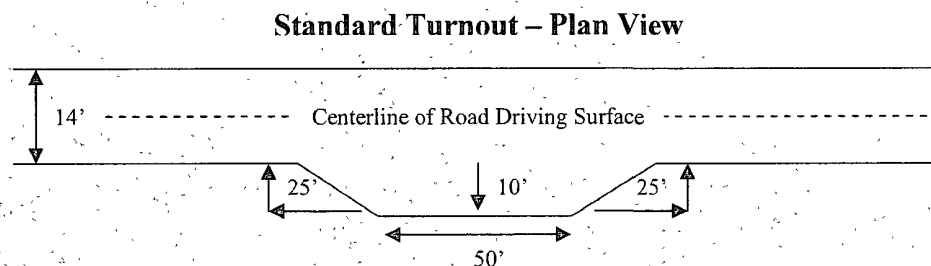 Standard Turnout – Plan View
14'
Centerline of Road Driving Surface
25'
10'
25'
50'